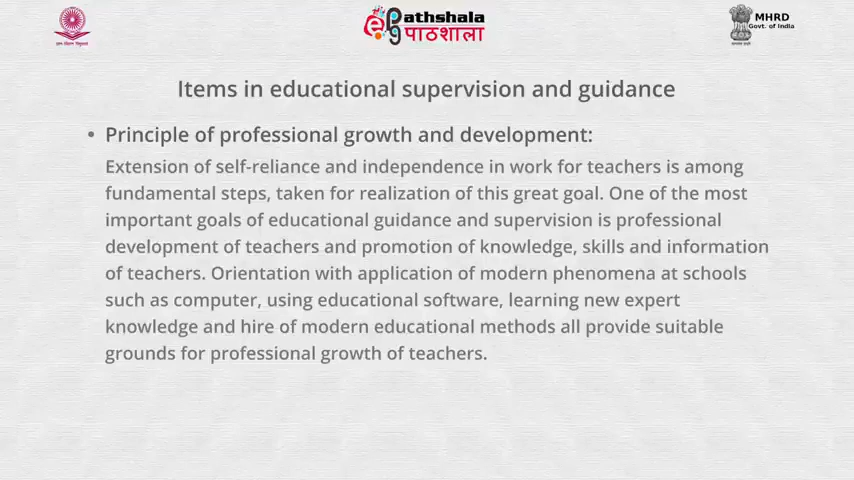 Pathshala
पाठशाला
MHRD
Govt. of India
Items in educational supervision and guidance
• Principle of professional growth and development:
Extension of self-reliance and independence in work for teachers is among
fundamental steps, taken for realization of this great goal. One of the most
important goals of educational guidance and supervision is professional
development of teachers and promotion of knowledge, skills and information
of teachers. Orientation with application of modern phenomena at schools
such as computer, using educational software, learning new expert
knowledge and hire of modern educational methods all provide suitable
grounds for professional growth of teachers.